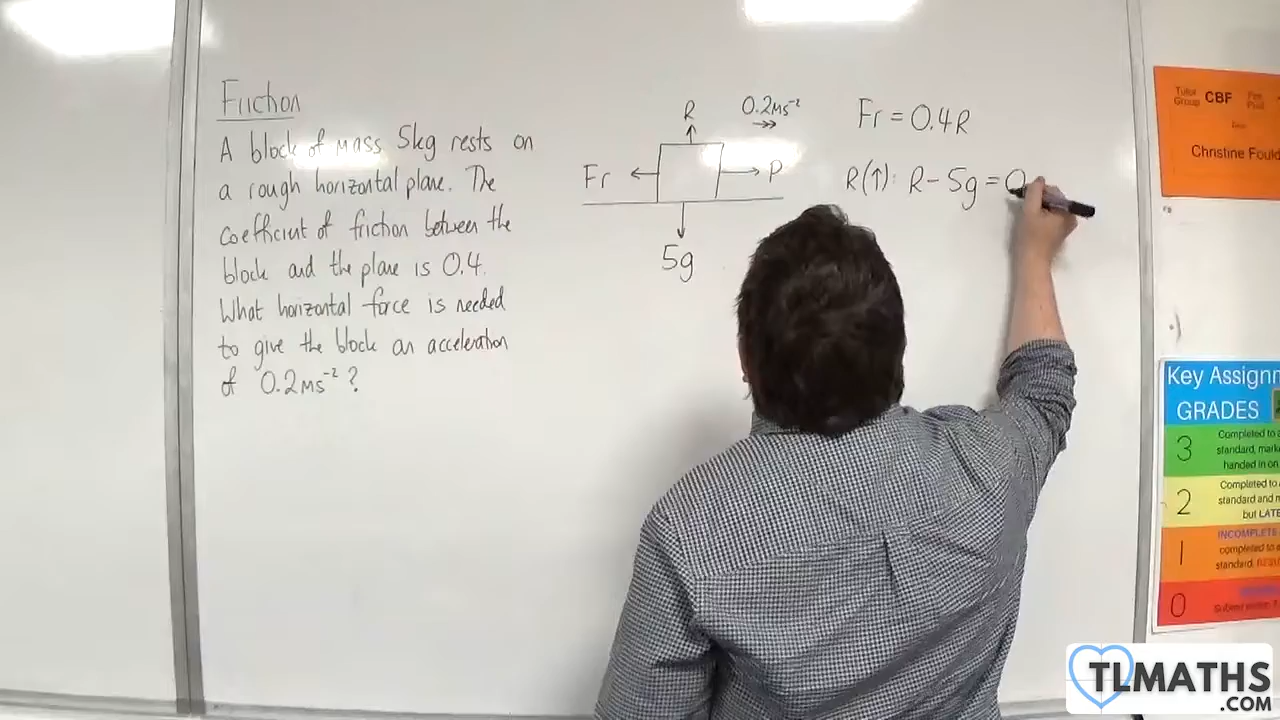 Friction
A block of mass 5kg rests on
a rough horizontal plane. The
coefficient of friction between the
block and the plane is 0.4.
What horizontal force is needed
to give the block an acceleration
of 0.2ms⁻² ?
R
0.2ms⁻²
Fr
P
5g
Fr = 0.4R
R(↑): R - 5g = 0
Tutor
Group
CBF
Christine Fould
Key Assignm
GRADES
3
Completed to
standard, mark
handed in on
2
Completed to
standard and m
but LATE
1
INCOMPLETE
completed to
standard.
0
TLMATHS
.COM